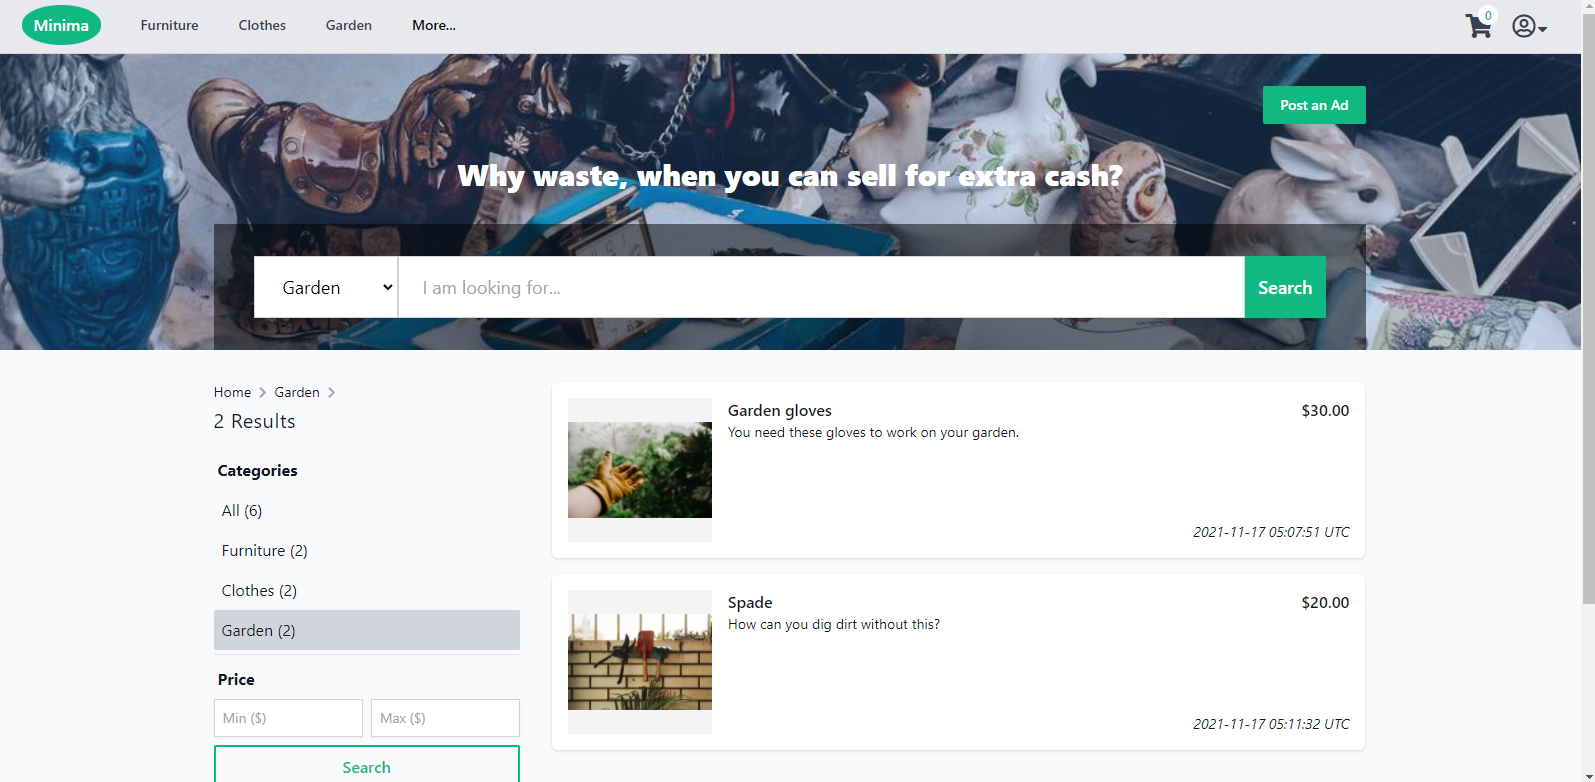 Minima
Furniture
Clothes
Garden
More...
0
Post an Ad
Why waste, when you can sell for extra cash?
Garden
I am looking for...
Search
Home
Garden
2 Results
Categories
All (6)
Furniture (2)
Clothes (2)
Garden (2)
Price
Min ($)
Max ($)
Search
Garden gloves
$30.00
You need these gloves to work on your garden.
2021-11-17 05:07:51 UTC
Spade
$20.00
How can you dig dirt without this?
2021-11-17 05:11:32 UTC